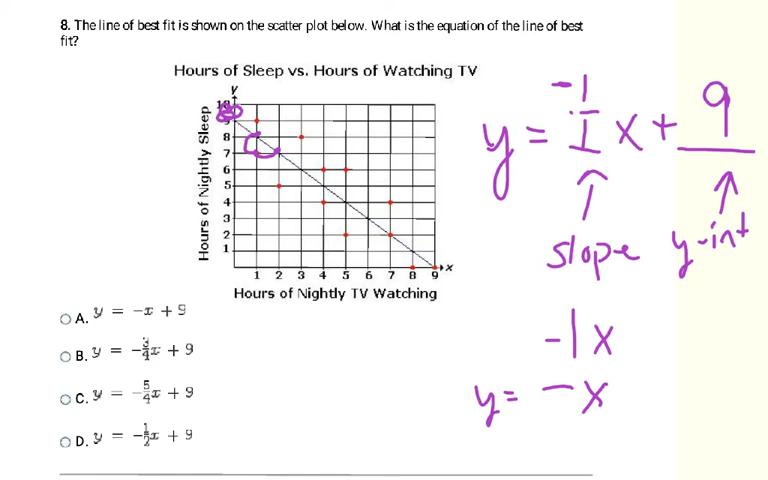 8. The line of best fit is shown on the scatter plot below. What is the equation of the line of best
fit?
Hours of Sleep vs. Hours of Watching TV
y
10
9
8
7
6
5
4
3
2
1
Hours of Nightly Sleep
1 2 3 4 5 6 7 8 9 x
Hours of Nightly TV Watching
A. y = -x + 9
B. y = -3/4x + 9
C. y = -5/4x + 9
D. y = -1/2x + 9
y = -1/1 x + 9
slope y-int
-1x
y = -x